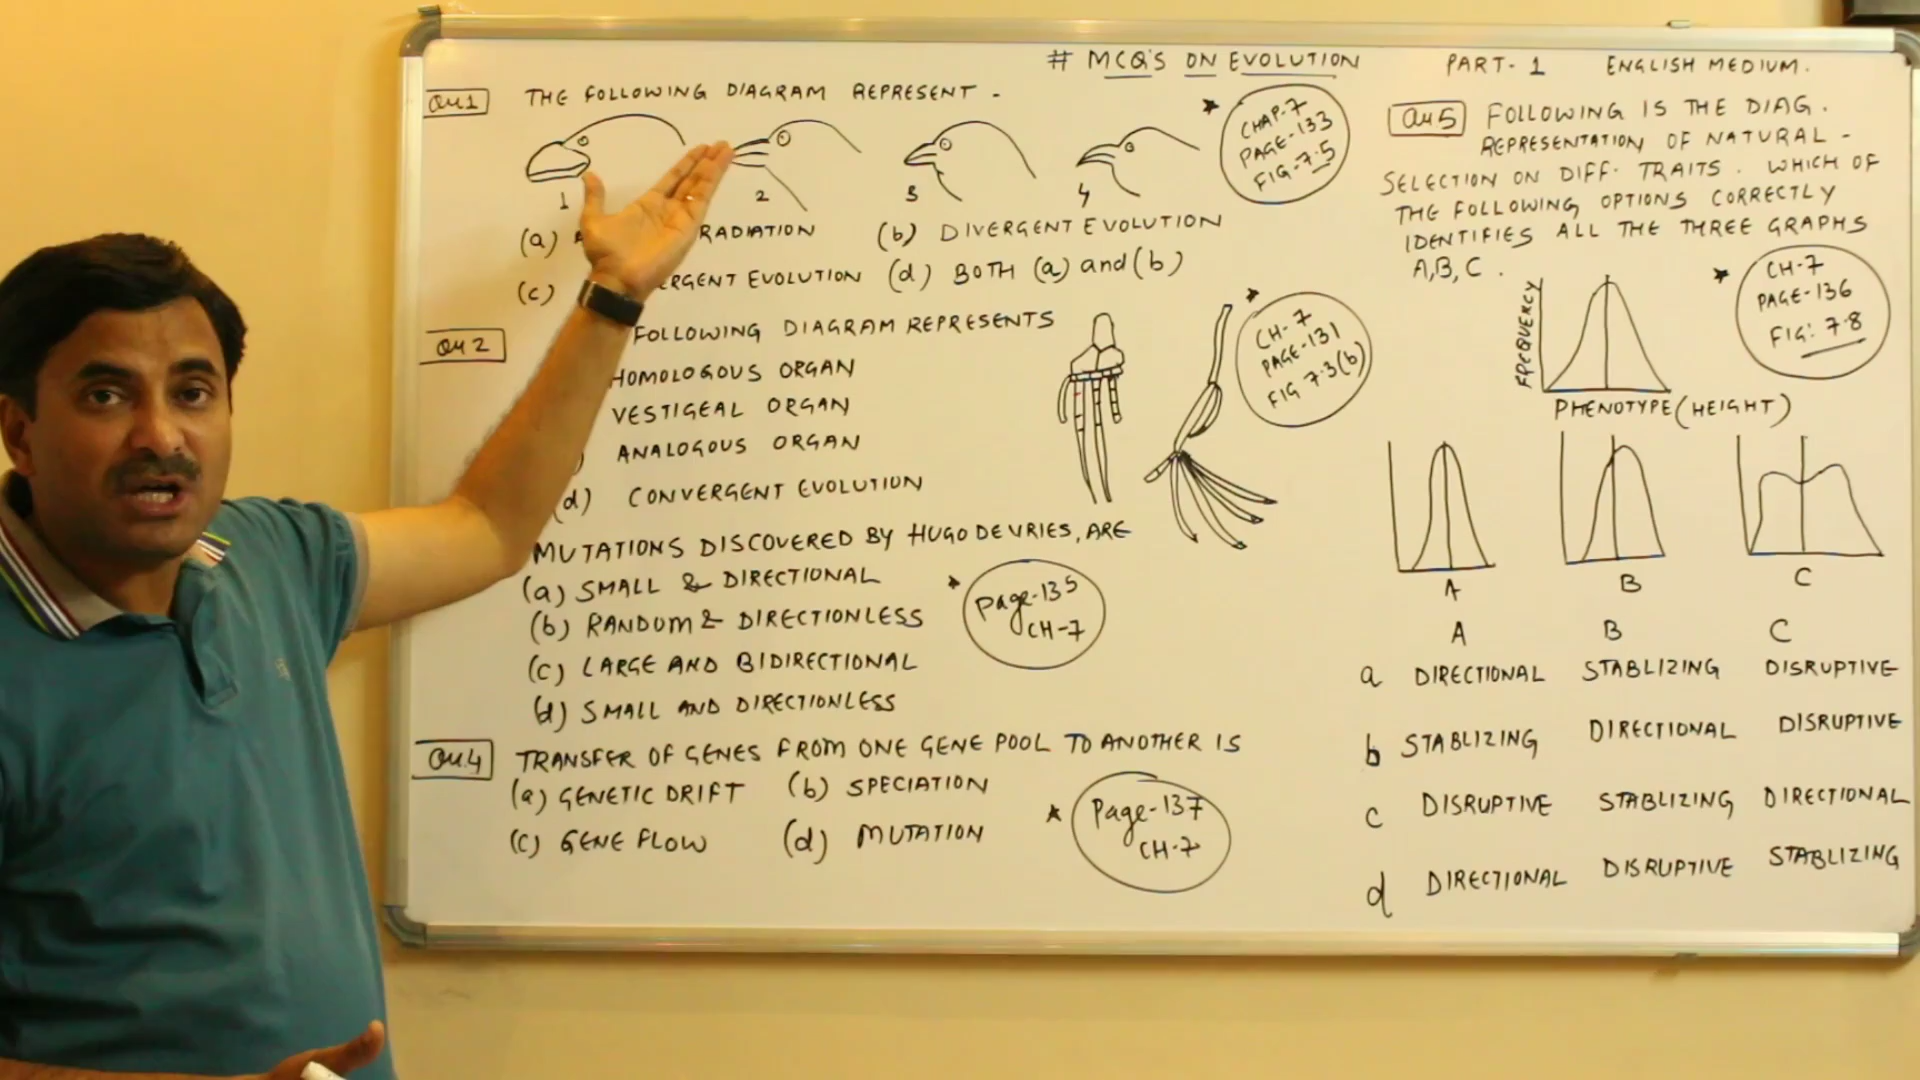 # MCQ'S ON EVOLUTION PART-1 ENGLISH MEDIUM.
QU1 THE FOLLOWING DIAGRAM REPRESENT -
1 2 3 4
CHAP-7
PAGE-133
FIG-7.5
(a) RADIATION (b) DIVERGENT EVOLUTION
(c) EVOLUTION (d) BOTH (a) and (b)
QU 2 FOLLOWING DIAGRAM REPRESENTS
HOMOLOGOUS ORGAN
VESTIGEAL ORGAN
ANALOGOUS ORGAN
(d) CONVERGENT EVOLUTION
CH-7
PAGE-131
FIG 7.3(b)
MUTATIONS DISCOVERED BY HUGO DEVRIES, ARE
(a) SMALL & DIRECTIONAL
(b) RANDOM & DIRECTIONLESS
(c) LARGE AND BIDIRECTIONAL
(d) SMALL AND DIRECTIONLESS
Page-135
CH-7
QU.4 TRANSFER OF GENES FROM ONE GENE POOL TO ANOTHER IS
(a) GENETIC DRIFT (b) SPECIATION
(c) GENE FLOW (d) MUTATION
Page-137
CH-7
QU5 FOLLOWING IS THE DIAG.
REPRESENTATION OF NATURAL -
SELECTION ON DIFF. TRAITS. WHICH OF
THE FOLLOWING OPTIONS CORRECTLY
IDENTIFIES ALL THE THREE GRAPHS
A, B, C.
CH-7
PAGE-136
FIG: 7.8
FREQUENCY
PHENOTYPE (HEIGHT)
A B C
A B C
a DIRECTIONAL STABLIZING DISRUPTIVE
b STABLIZING DIRECTIONAL DISRUPTIVE
c DISRUPTIVE STABLIZING DIRECTIONAL
d DIRECTIONAL DISRUPTIVE STABLIZING